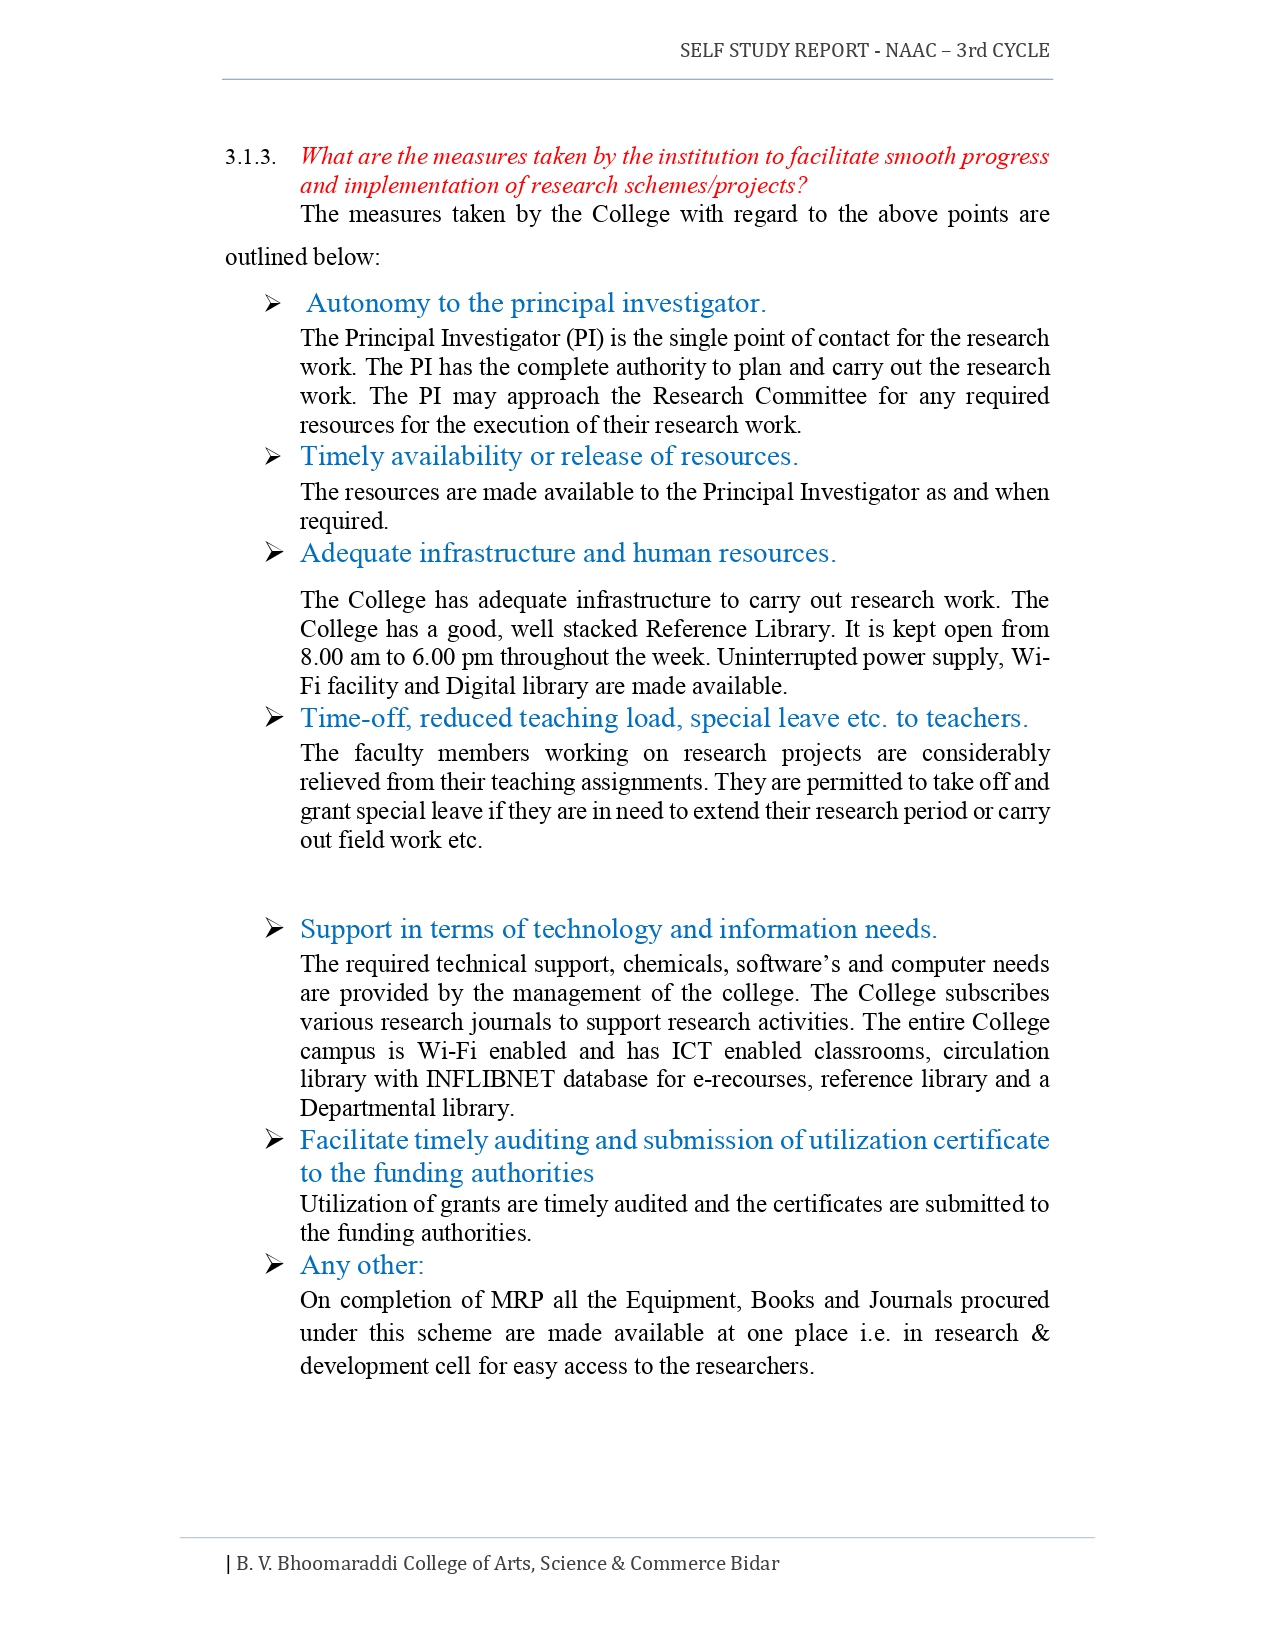 SELF STUDY REPORT - NAAC – 3rd CYCLE
3.1.3. What are the measures taken by the institution to facilitate smooth progress
and implementation of research schemes/projects?
The measures taken by the College with regard to the above points are
outlined below:
➢ Autonomy to the principal investigator.
The Principal Investigator (PI) is the single point of contact for the research
work. The PI has the complete authority to plan and carry out the research
work. The PI may approach the Research Committee for any required
resources for the execution of their research work.
➢ Timely availability or release of resources.
The resources are made available to the Principal Investigator as and when
required.
➢ Adequate infrastructure and human resources.
The College has adequate infrastructure to carry out research work. The
College has a good, well stacked Reference Library. It is kept open from
8.00 am to 6.00 pm throughout the week. Uninterrupted power supply, Wi-
Fi facility and Digital library are made available.
➢ Time-off, reduced teaching load, special leave etc. to teachers.
The faculty members working on research projects are considerably
relieved from their teaching assignments. They are permitted to take off and
grant special leave if they are in need to extend their research period or carry
out field work etc.
➢ Support in terms of technology and information needs.
The required technical support, chemicals, software’s and computer needs
are provided by the management of the college. The College subscribes
various research journals to support research activities. The entire College
campus is Wi-Fi enabled and has ICT enabled classrooms, circulation
library with INFLIBNET database for e-recourses, reference library and a
Departmental library.
➢ Facilitate timely auditing and submission of utilization certificate
to the funding authorities
Utilization of grants are timely audited and the certificates are submitted to
the funding authorities.
➢ Any other:
On completion of MRP all the Equipment, Books and Journals procured
under this scheme are made available at one place i.e. in research &
development cell for easy access to the researchers.
| B. V. Bhoomaraddi College of Arts, Science & Commerce Bidar